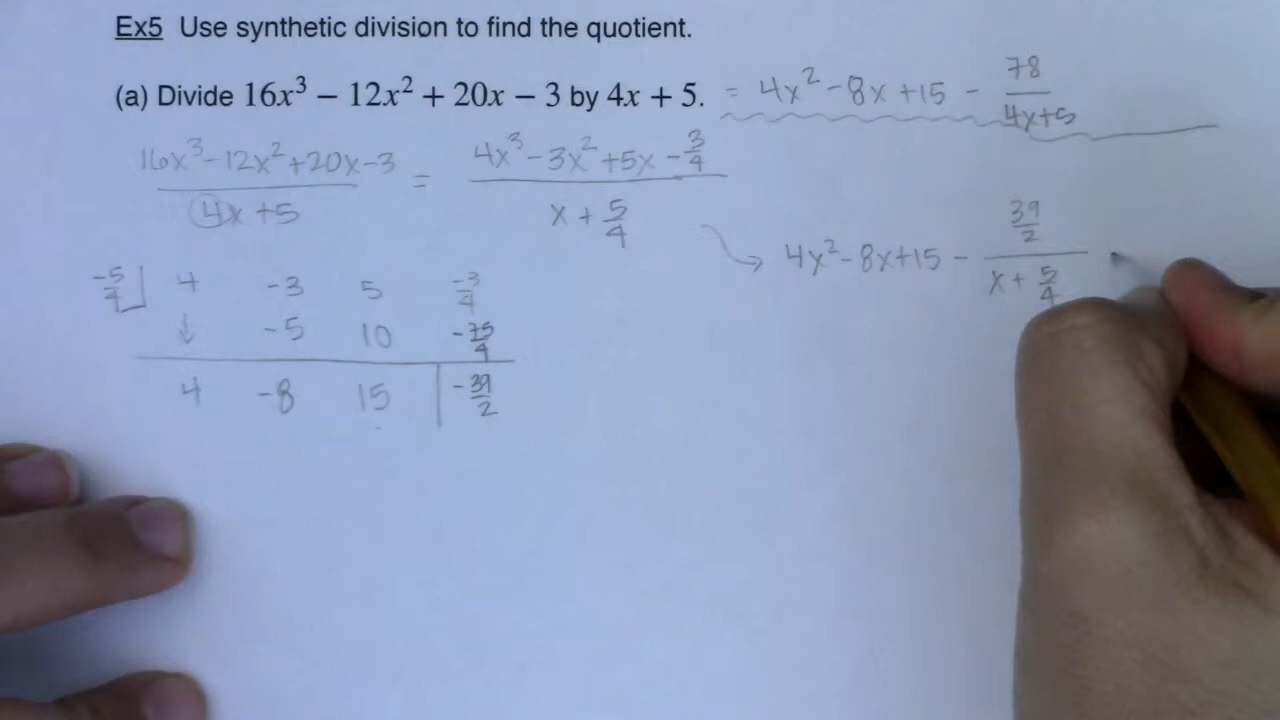 Ex5 Use synthetic division to find the quotient.
(a) Divide 16x³ − 12x² + 20x − 3 by 4x + 5. = 4x² - 8x + 15 - 78/(4x+5)
(16x³ - 12x² + 20x - 3)/(4x + 5) = (4x³ - 3x² + 5x - 3/4)/(x + 5/4)
→ 4x² - 8x + 15 - (39/2)/(x + 5/4)
-5/4 | 4 -3 5 -3/4
↓ -5 10 -75/4
4 -8 15 | -39/2